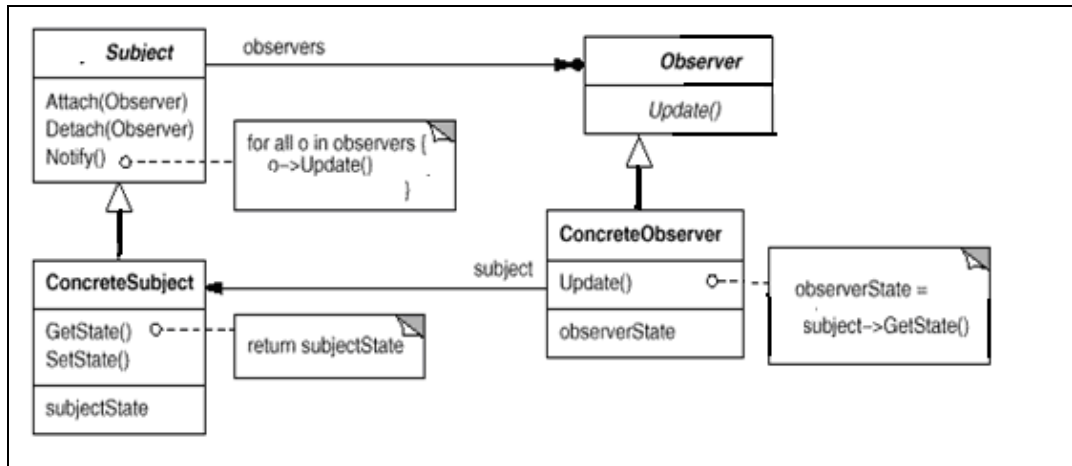 Subject
observers
Observer
Attach(Observer)
Detach(Observer)
Notify()
Update()
for all o in observers {
o->Update()
}
ConcreteSubject
GetState()
SetState()
subjectState
return subjectState
subject
ConcreteObserver
Update()
observerState
observerState =
subject->GetState()